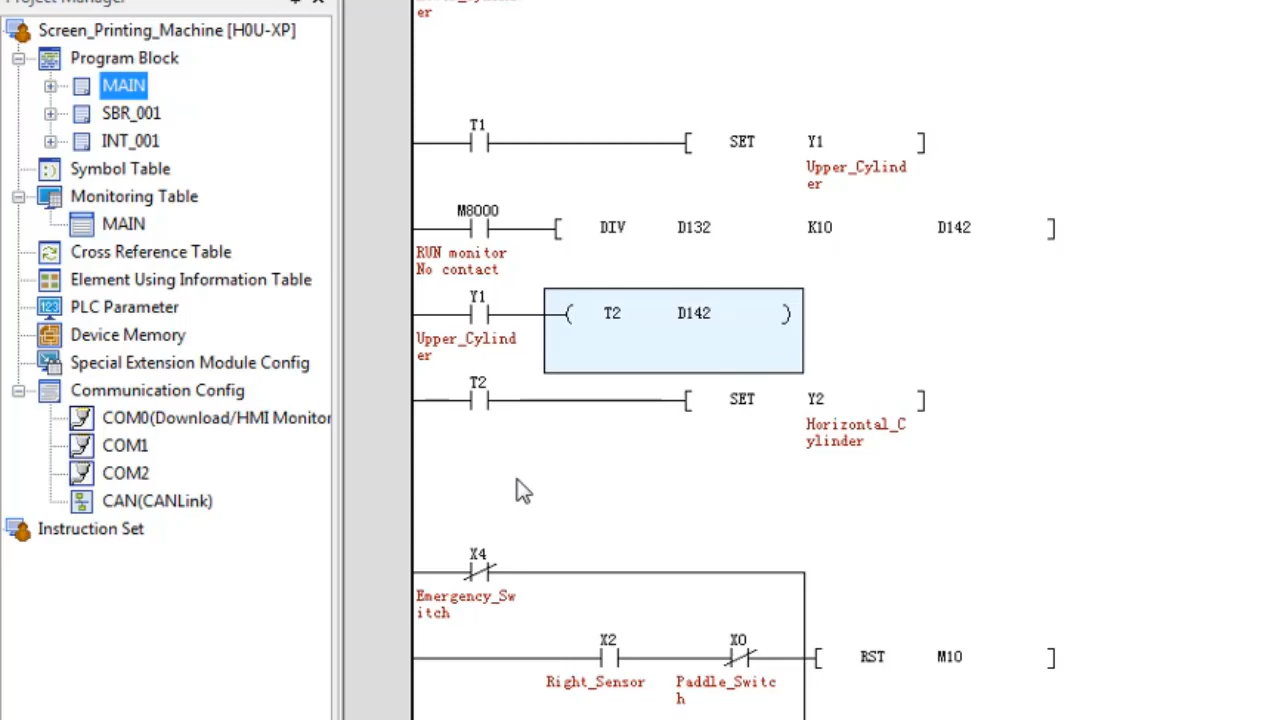 Screen_Printing_Machine [H0U-XP]
Program Block
MAIN
SBR_001
INT_001
Symbol Table
Monitoring Table
MAIN
Cross Reference Table
Element Using Information Table
PLC Parameter
Device Memory
Special Extension Module Config
Communication Config
COM0(Download/HMI Monitor
COM1
COM2
CAN(CANLink)
Instruction Set
er
T1
[ SET Y1 ]
Upper_Cylind
er
M8000
[ DIV D132 K10 D142 ]
RUN monitor
No contact
Y1
( T2 D142 )
Upper_Cylind
er
T2
[ SET Y2 ]
Horizontal_C
ylinder
X4
Emergency_Sw
itch
X2 X0
[ RST M10 ]
Right_Sensor Paddle_Switc
h